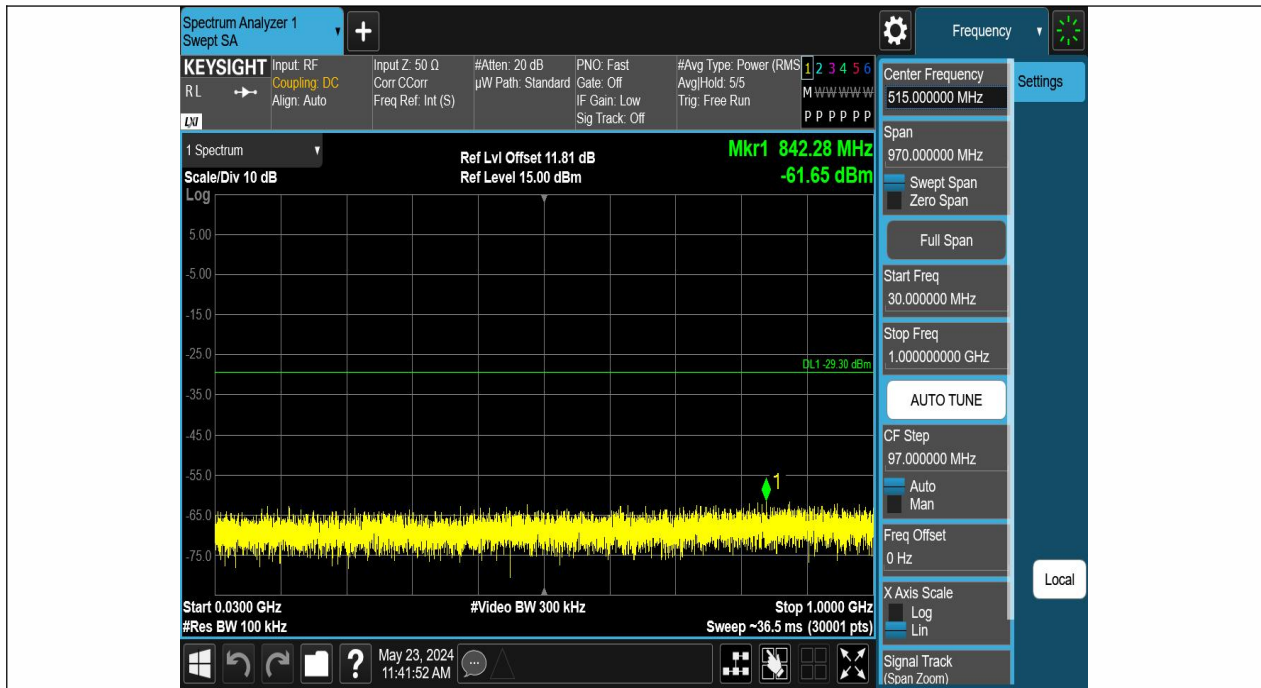 Spectrum Analyzer 1
Swept SA
+
Frequency
KEYSIGHT
R L
LXI
Input: RF
Coupling: DC
Align: Auto
Input Z: 50 Ω
Corr CCorr
Freq Ref: Int (S)
#Atten: 20 dB
µW Path: Standard
PNO: Fast
Gate: Off
IF Gain: Low
Sig Track: Off
#Avg Type: Power (RMS
Avg|Hold: 5/5
Trig: Free Run
1 2 3 4 5 6
M W W W W W
P P P P P P
1 Spectrum
Scale/Div 10 dB
Log
Ref Lvl Offset 11.81 dB
Ref Level 15.00 dBm
Mkr1 842.28 MHz
-61.65 dBm
5.00
-5.00
-15.0
-25.0
DL1 -29.30 dBm
-35.0
-45.0
-55.0
1
-65.0
-75.0
Start 0.0300 GHz
#Res BW 100 kHz
#Video BW 300 kHz
Stop 1.0000 GHz
Sweep ~36.5 ms (30001 pts)
?
May 23, 2024
11:41:52 AM
Center Frequency
515.000000 MHz
Span
970.000000 MHz
Swept Span
Zero Span
Full Span
Start Freq
30.000000 MHz
Stop Freq
1.000000000 GHz
AUTO TUNE
CF Step
97.000000 MHz
Auto
Man
Freq Offset
0 Hz
X Axis Scale
Log
Lin
Signal Track
(Span Zoom)
Settings
Local